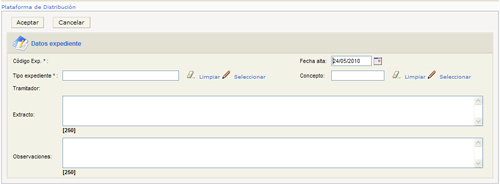 Plataforma de Distribución
Aceptar Cancelar
Datos expediente
Código Exp. * : Fecha alta: 24/05/2010
Tipo expediente * : Limpiar Seleccionar Concepto: Limpiar Seleccionar
Tramitador:
Extracto:
[250]
Observaciones:
[250]